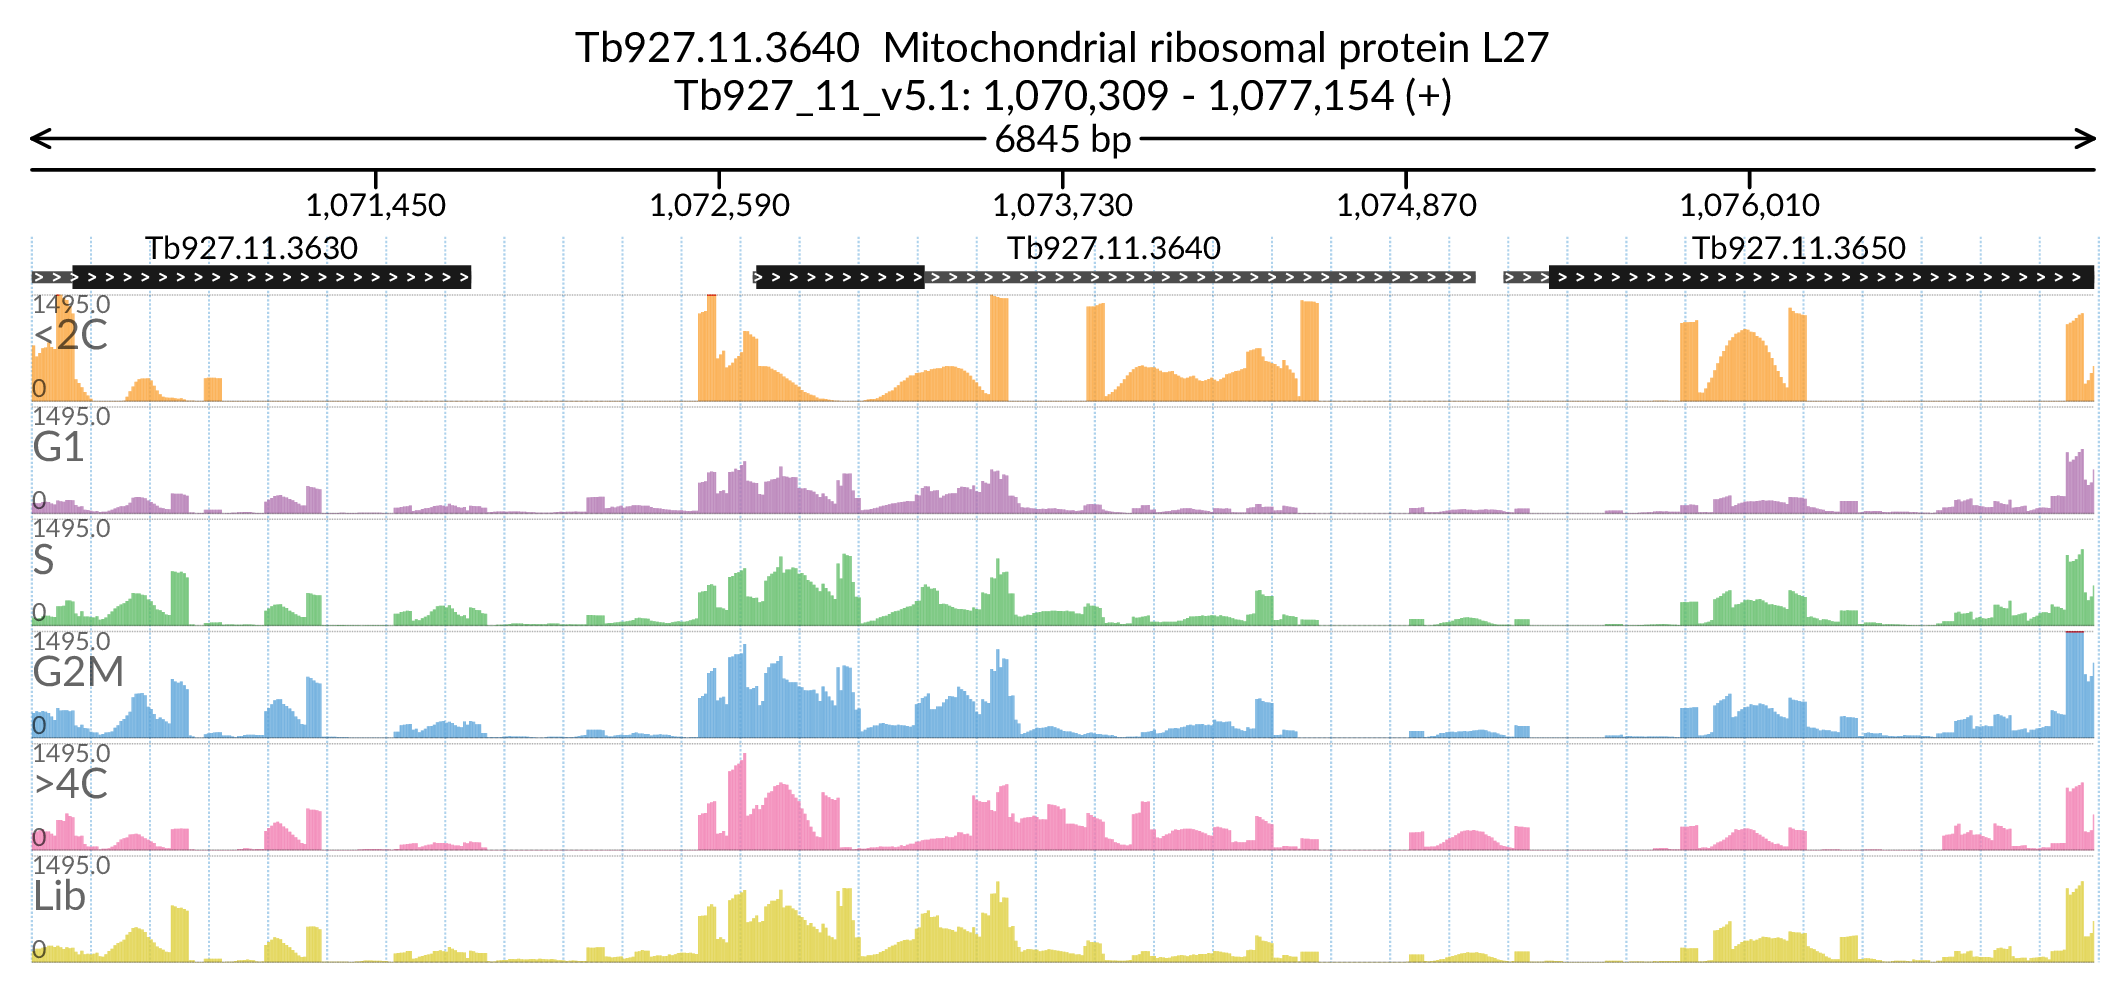 Tb927.11.3640  Mitochondrial ribosomal protein L27
Tb927_11_v5.1: 1,070,309 - 1,077,154 (+)
6845 bp
1,071,450 1,072,590 1,073,730 1,074,870 1,076,010
Tb927.11.3630 Tb927.11.3640 Tb927.11.3650
1495.0
<2C
0
1495.0
G1
0
1495.0
S
0
1495.0
G2M
0
1495.0
>4C
0
1495.0
Lib
0